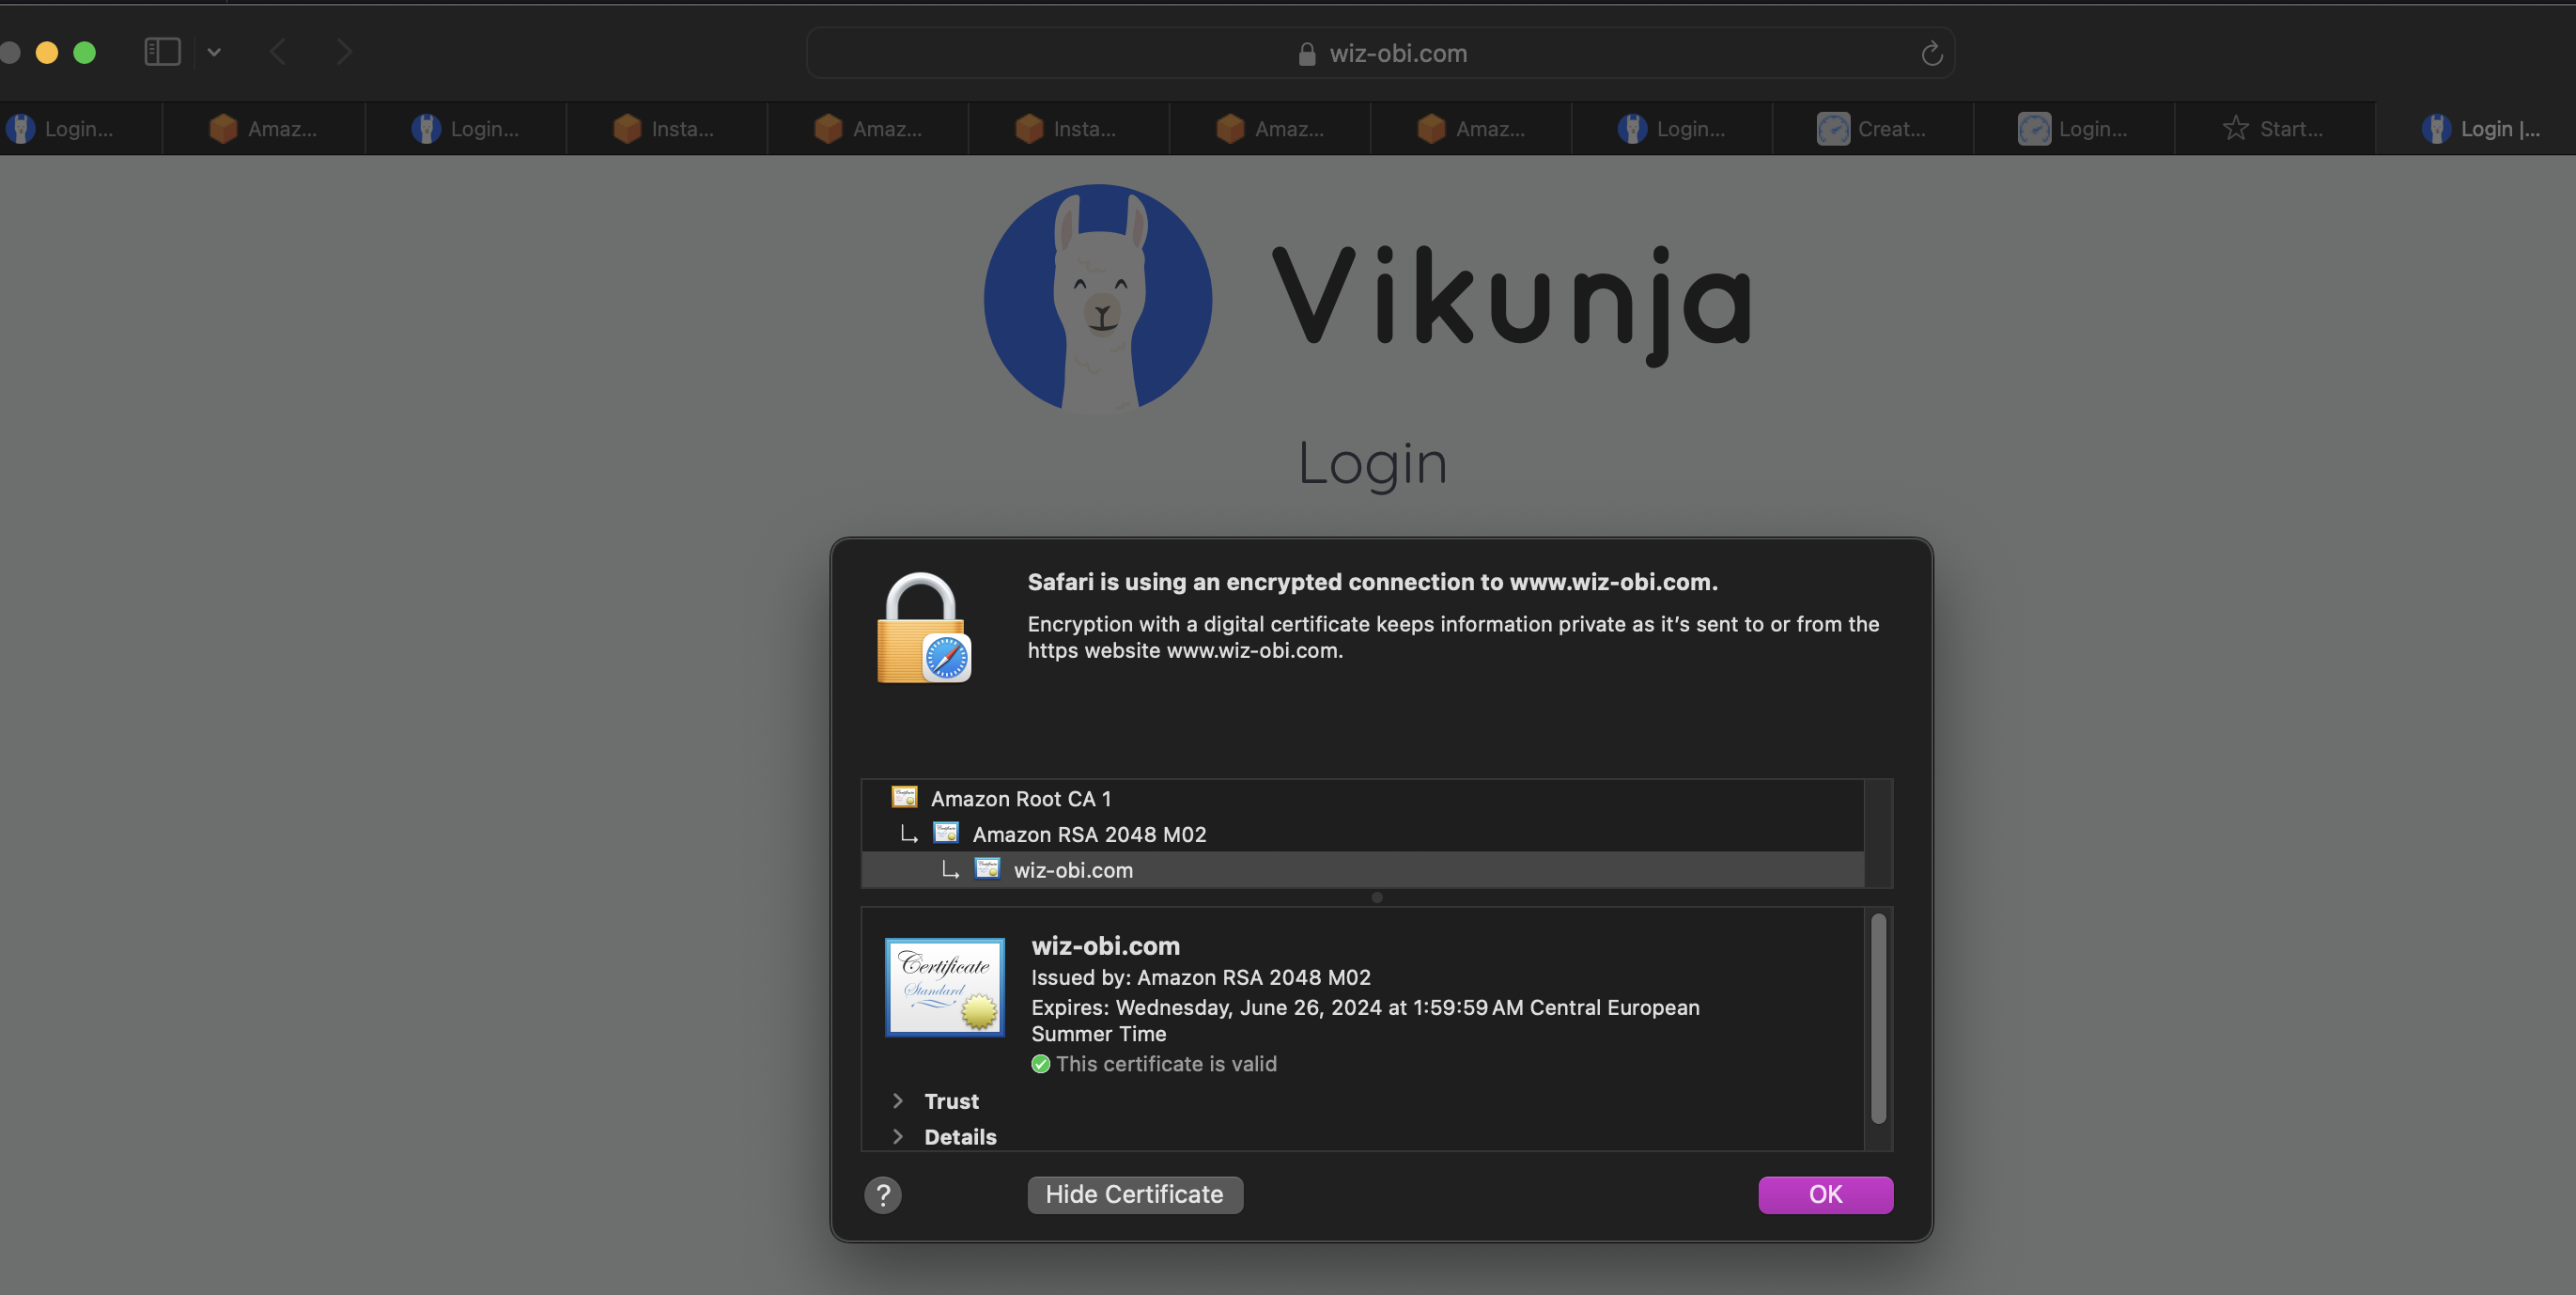 wiz-obi.com
Login... Amaz... Login... Insta... Amaz... Insta... Amaz... Amaz... Login... Creat... Login... Start... Login |...
Vikunja
Login
Safari is using an encrypted connection to www.wiz-obi.com.
Encryption with a digital certificate keeps information private as it’s sent to or from the
https website www.wiz-obi.com.
Amazon Root CA 1
Amazon RSA 2048 M02
wiz-obi.com
Certificate
Standard
wiz-obi.com
Issued by: Amazon RSA 2048 M02
Expires: Wednesday, June 26, 2024 at 1:59:59 AM Central European
Summer Time
This certificate is valid
Trust
Details
?
Hide Certificate
OK